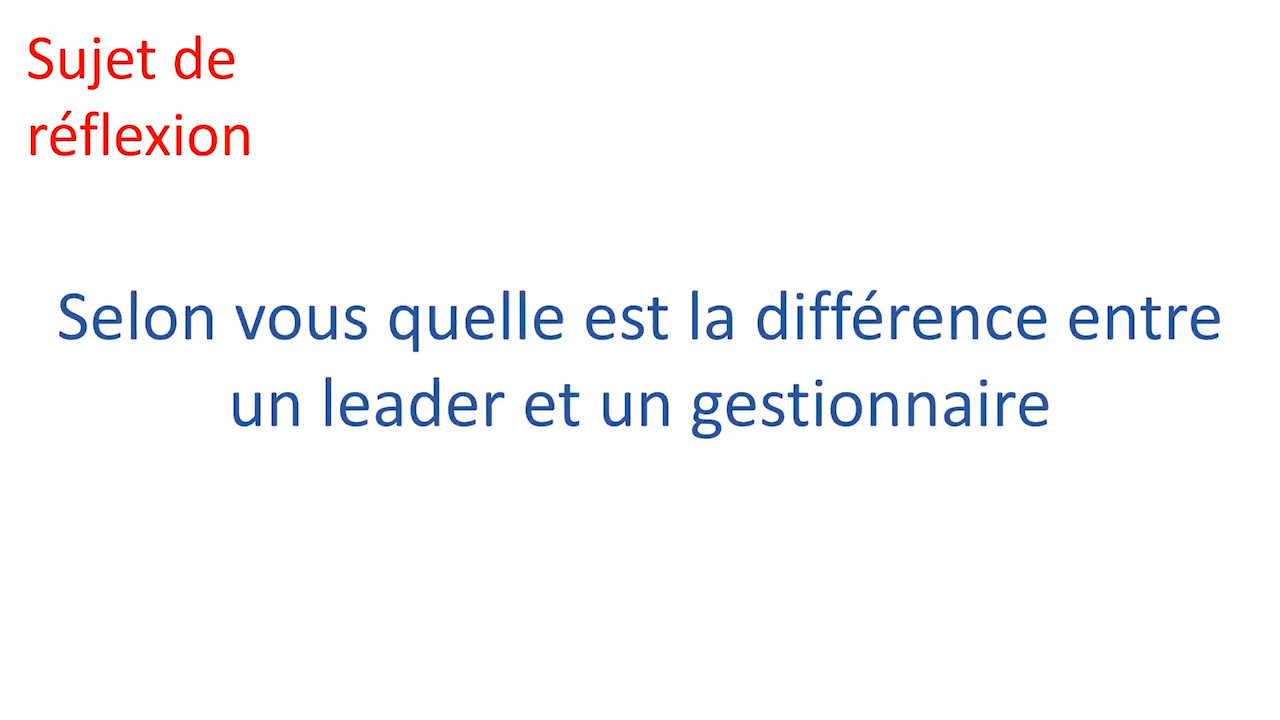 Sujet de
réflexion
Selon vous quelle est la différence entre
un leader et un gestionnaire